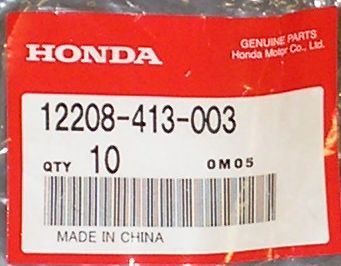 HONDA
GENUINE PARTS
Honda Motor Co., Ltd.
12208-413-003
QTY 10 0M05
MADE IN CHINA